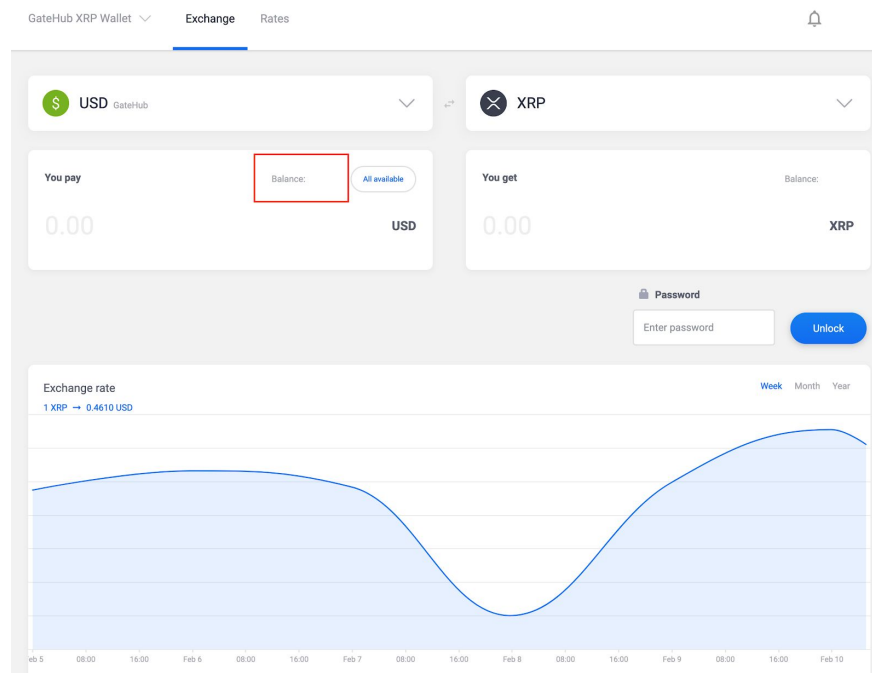 GateHub XRP Wallet Exchange Rates
USD GateHub
XRP
You pay Balance: All available
0.00 USD
You get Balance:
0.00 XRP
Password
Enter password Unlock
Exchange rate Week Month Year
1 XRP → 0.4610 USD
eb 5 08:00 16:00 Feb 6 08:00 16:00 Feb 7 08:00 16:00 Feb 8 08:00 16:00 Feb 9 08:00 16:00 Feb 10